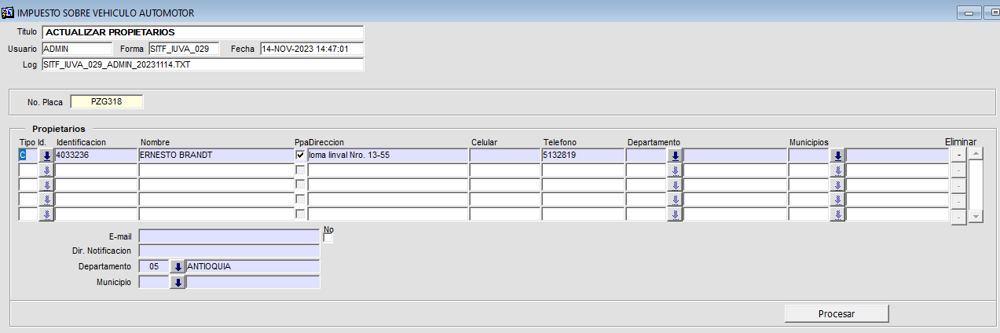 IMPUESTO SOBRE VEHICULO AUTOMOTOR
Titulo ACTUALIZAR PROPIETARIOS
Usuario ADMIN Forma SITF_IUVA_029 Fecha 14-NOV-2023 14:47:01
Log SITF_IUVA_029_ADMIN_20231114.TXT
No. Placa PZG318
Propietarios
Tipo Id. Identificacion Nombre Ppa Direccion Celular Telefono Departamento Municipios Eliminar
C 4033236 ERNESTO BRANDT loma linval Nro. 13-55 5132819 -
-
-
-
-
E-mail No
Dir. Notificacion
Departamento 05 ANTIOQUIA
Municipio
Procesar